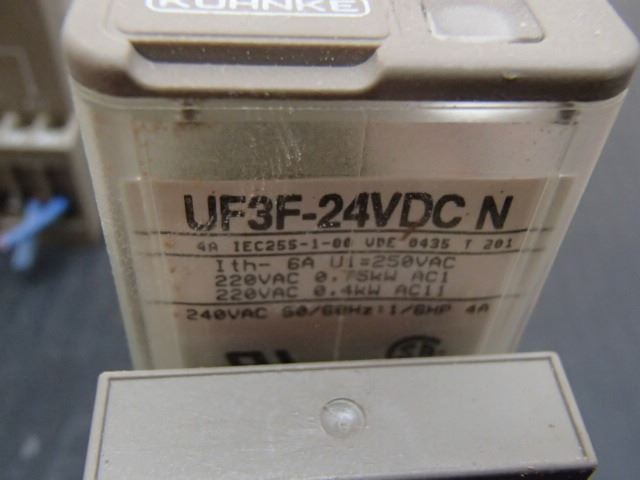 KUHNKE
UF3F-24VDC N
4A IEC255-1-00 VDE 0435 T 201
Ith- 6A Ui=250VAC
220VAC 0.75kW AC1
220VAC 0.4kW AC11
240VAC 50/60Hz:1/6HP 4A